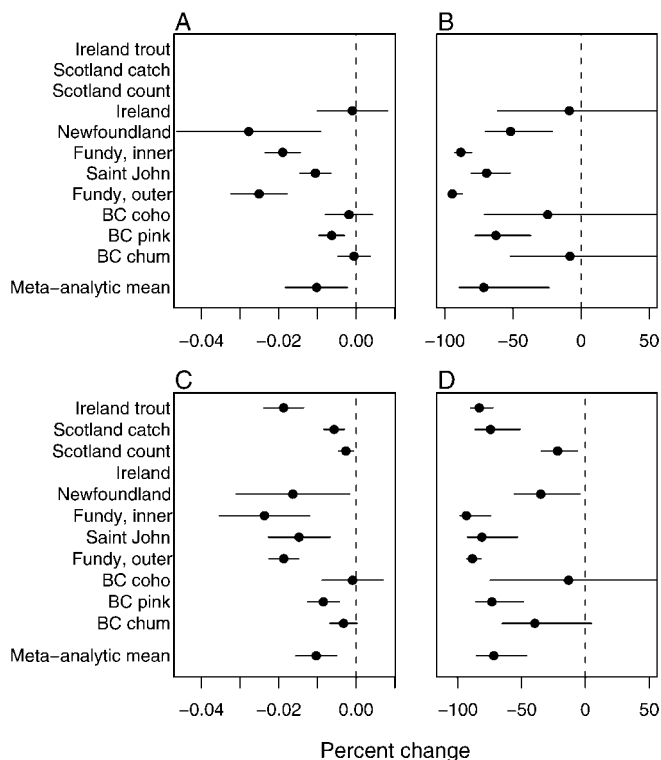 A B
Ireland trout
Scotland catch
Scotland count
Ireland
Newfoundland
Fundy, inner
Saint John
Fundy, outer
BC coho
BC pink
BC chum
Meta−analytic mean
−0.04 −0.02 0.00 −100 −50 0 50
C D
Ireland trout
Scotland catch
Scotland count
Ireland
Newfoundland
Fundy, inner
Saint John
Fundy, outer
BC coho
BC pink
BC chum
Meta−analytic mean
−0.04 −0.02 0.00 −100 −50 0 50
Percent change